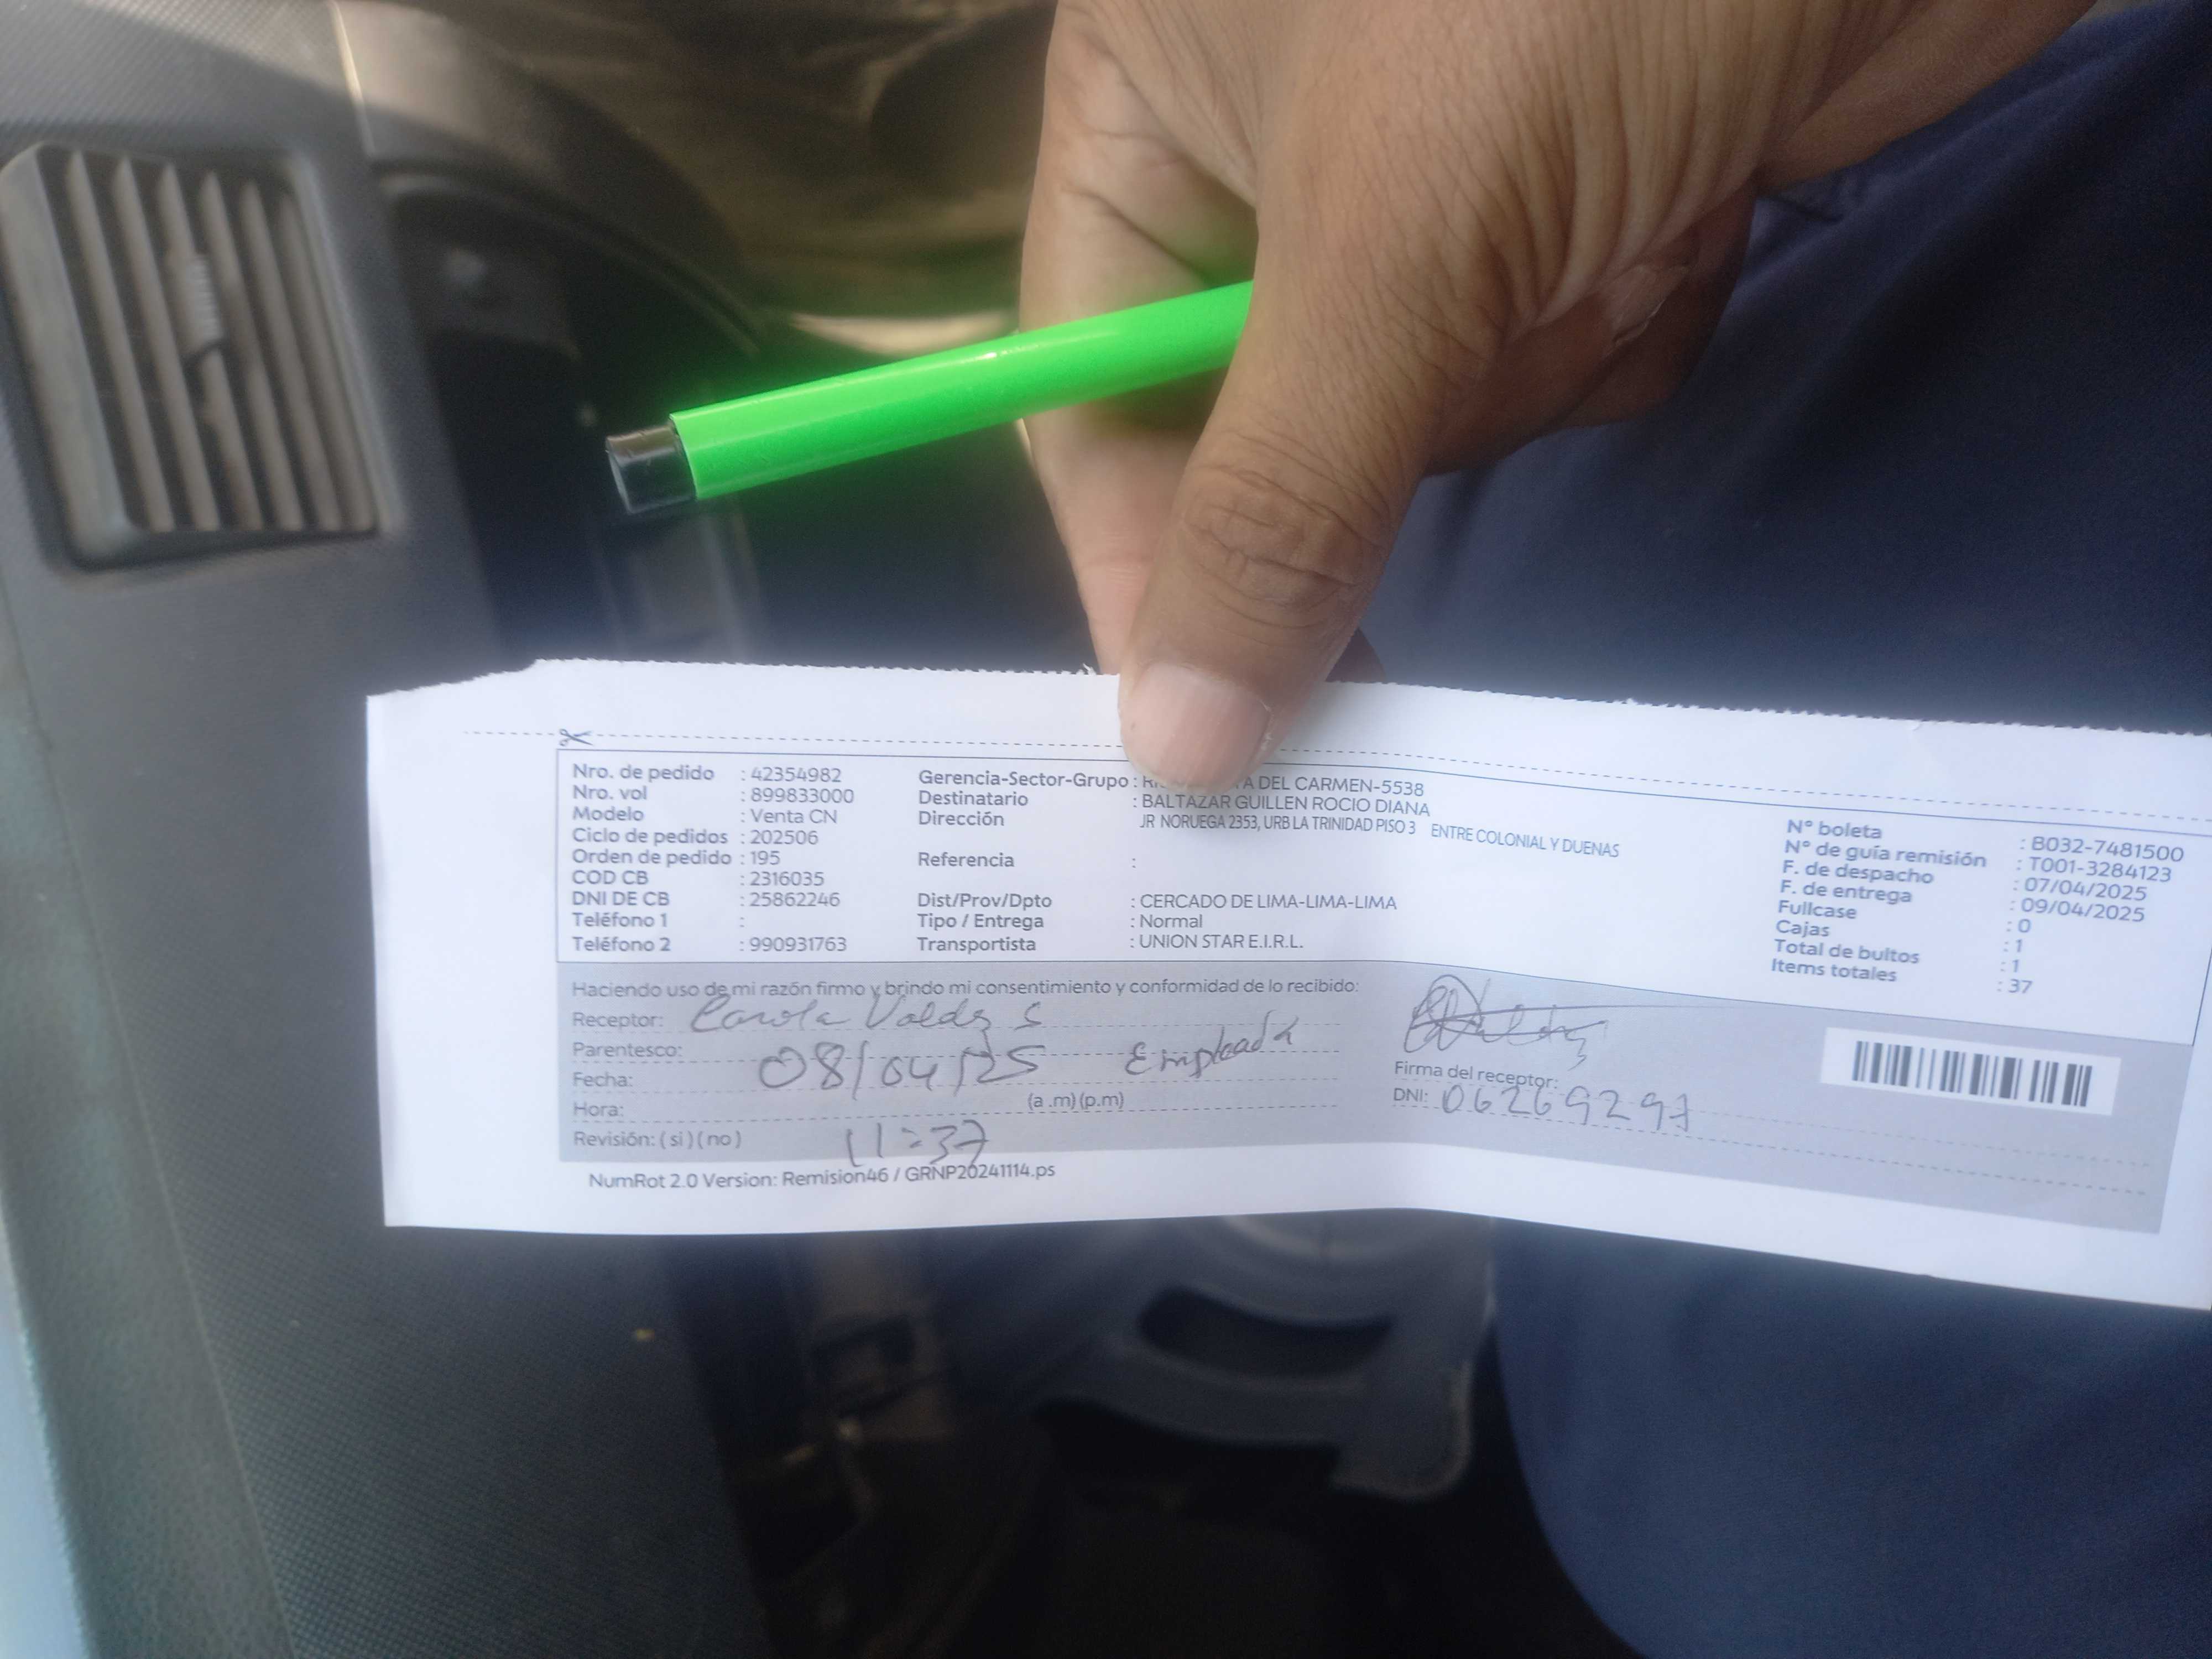 Nro. de pedido : 42354982
Nro. vol : 899833000
Modelo : Venta CN
Ciclo de pedidos : 202506
Orden de pedido : 195
COD CB : 2316035
DNI DE CB : 25862246
Teléfono 1 :
Teléfono 2 : 990931763
Gerencia-Sector-Grupo : DEL CARMEN-5538
Destinatario : BALTAZAR GUILLEN ROCIO DIANA
Dirección JR NORUEGA 2353, URB LA TRINIDAD PISO 3 ENTRE COLONIAL Y DUENAS
Referencia :
Dist/Prov/Dpto : CERCADO DE LIMA-LIMA-LIMA
Tipo / Entrega : Normal
Transportista : UNION STAR E.I.R.L.
N° boleta : B032-7481500
N° de guía remisión : T001-3284123
F. de despacho : 07/04/2025
F. de entrega : 09/04/2025
Fullcase : 0
Cajas : 1
Total de bultos : 1
Items totales : 37
Haciendo uso de mi razón firmo y brindo mi consentimiento y conformidad de lo recibido:
Receptor: Carola Valdez S
Parentesco: Empleada
Fecha: 08/04/25
Hora: (a .m) (p.m)
Revisión: ( si ) ( no ) 11:37
Firma del receptor:
DNI: 06269297
NumRot 2.0 Version: Remision46 / GRNP20241114.ps